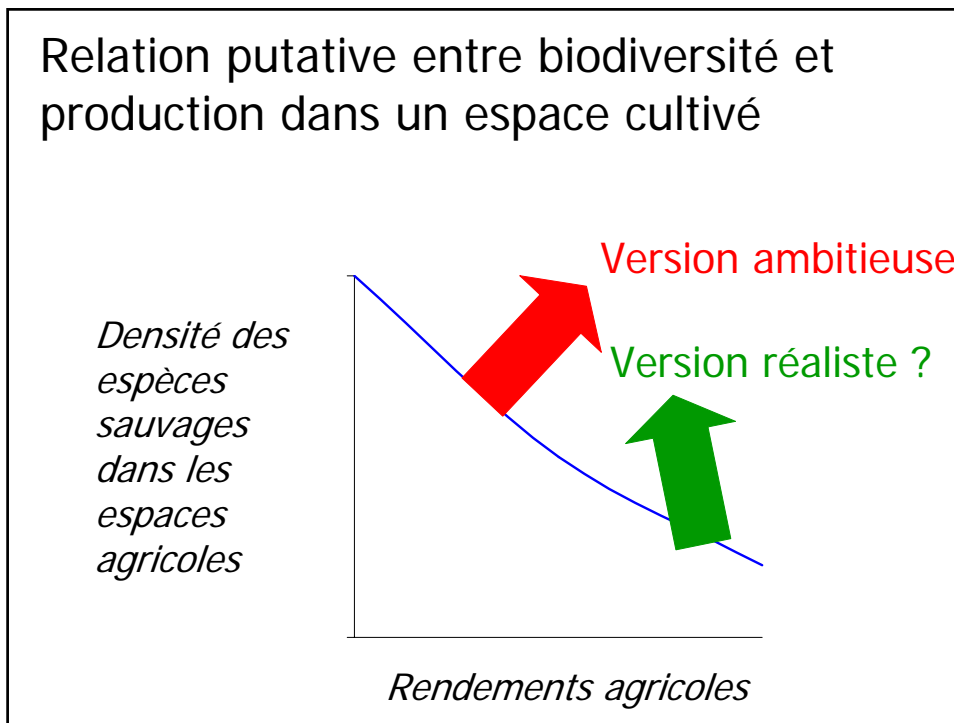 Relation putative entre biodiversité et
production dans un espace cultivé
Version ambitieuse
Version réaliste ?
Densité des
espèces
sauvages
dans les
espaces
agricoles
Rendements agricoles